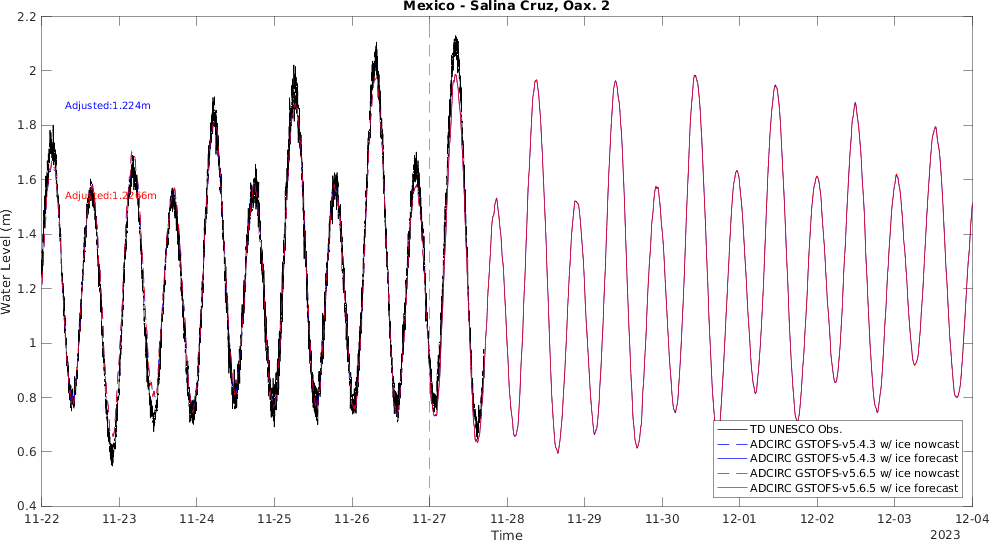 Mexico - Salina Cruz, Oax. 2
Water Level (m)
2.2
2
1.8
1.6
1.4
1.2
1
0.8
0.6
0.4
Adjusted:1.224m
Adjusted:1.2266m
TD UNESCO Obs.
ADCIRC GSTOFS-v5.4.3 w/ ice nowcast
ADCIRC GSTOFS-v5.4.3 w/ ice forecast
ADCIRC GSTOFS-v5.6.5 w/ ice nowcast
ADCIRC GSTOFS-v5.6.5 w/ ice forecast
11-22 11-23 11-24 11-25 11-26 11-27 11-28 11-29 11-30 12-01 12-02 12-03 12-04
Time
2023